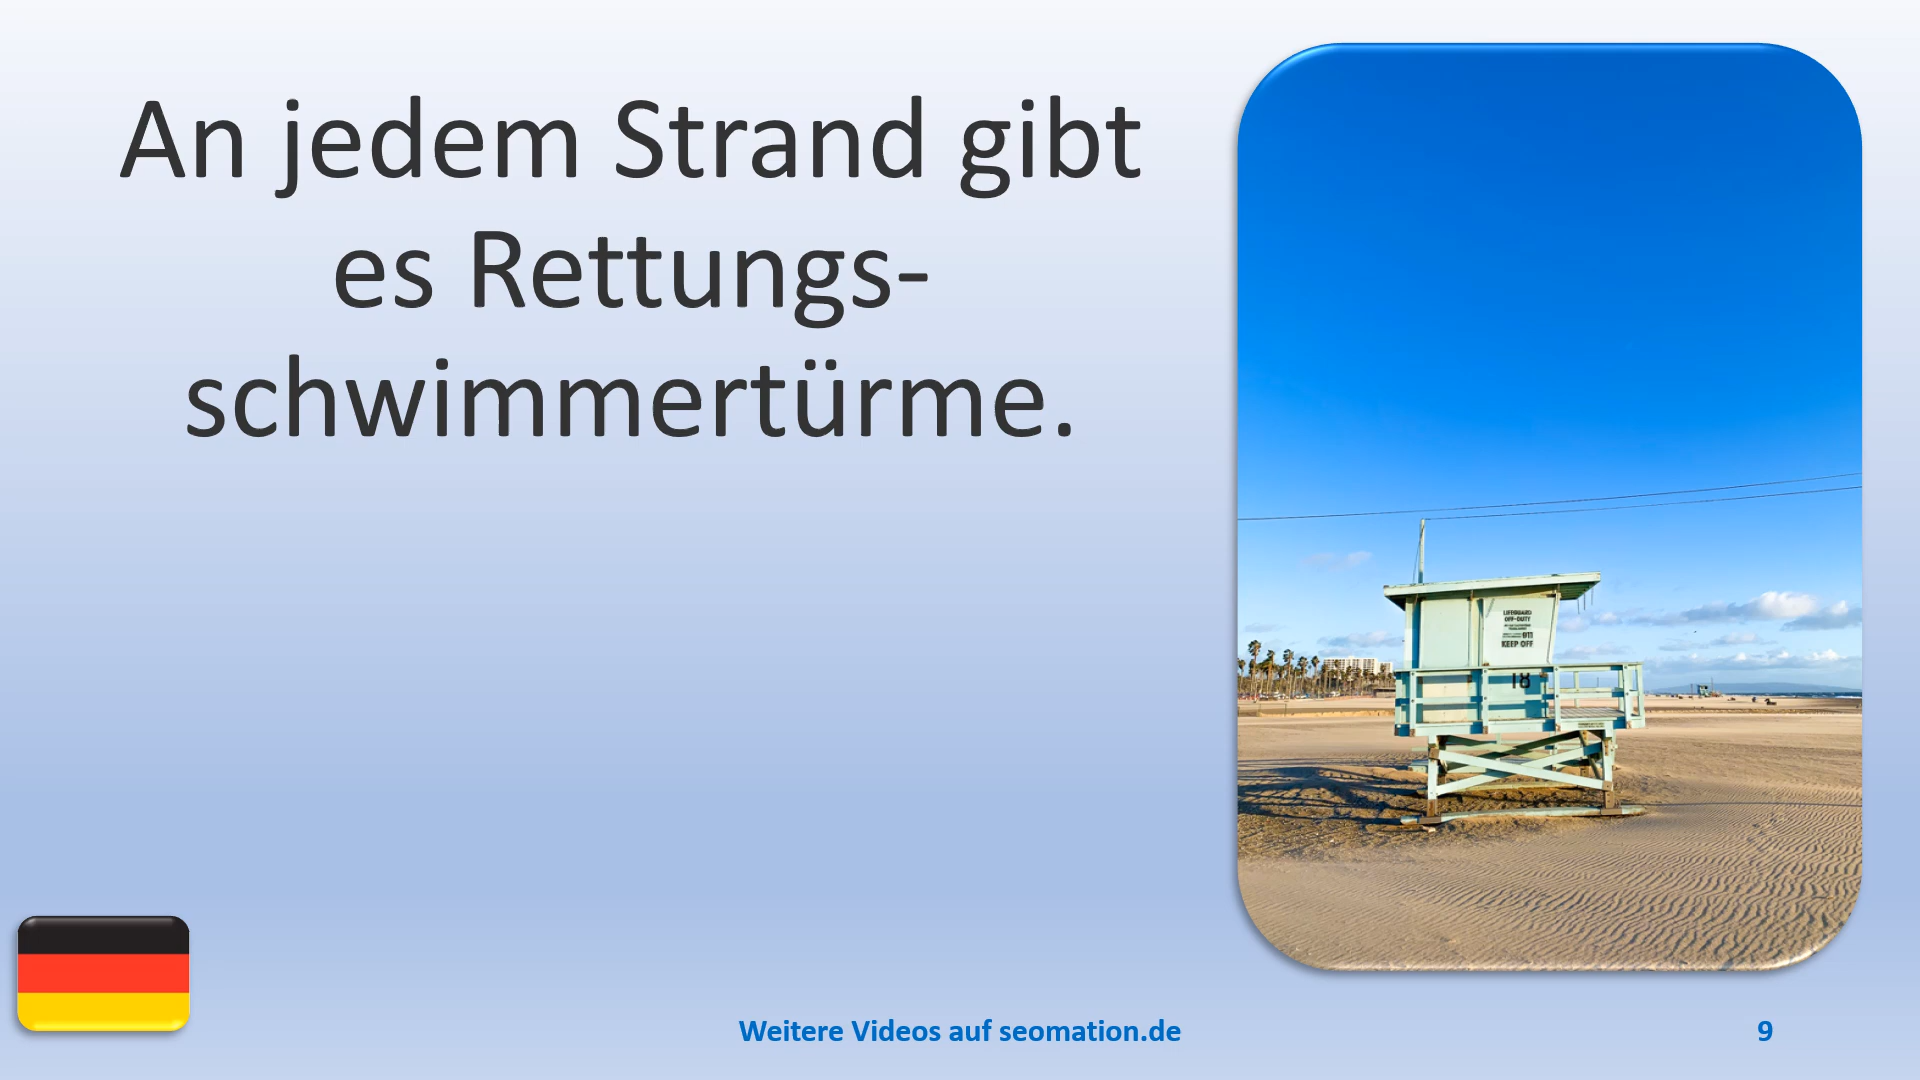 An jedem Strand gibt
es Rettungs-
schwimmertürme.
LIFEGUARD
OFF-DUTY
911
KEEP OFF
18
Weitere Videos auf seomation.de
9